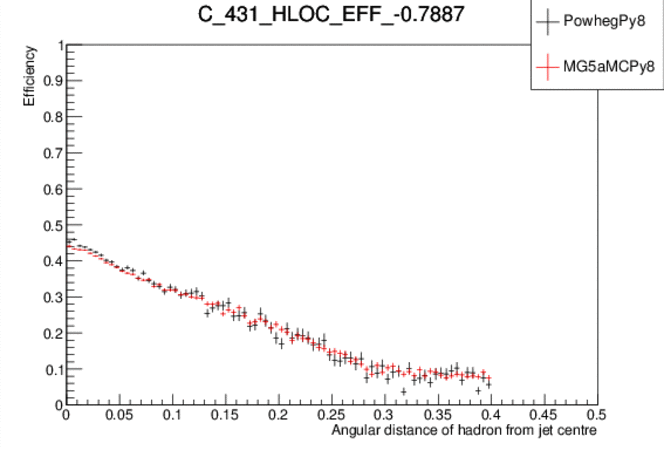 C_431_HLOC_EFF_-0.7887
PowhegPy8
MG5aMCPy8
Efficiency
1
0.9
0.8
0.7
0.6
0.5
0.4
0.3
0.2
0.1
0
0 0.05 0.1 0.15 0.2 0.25 0.3 0.35 0.4 0.45 0.5
Angular distance of hadron from jet centre